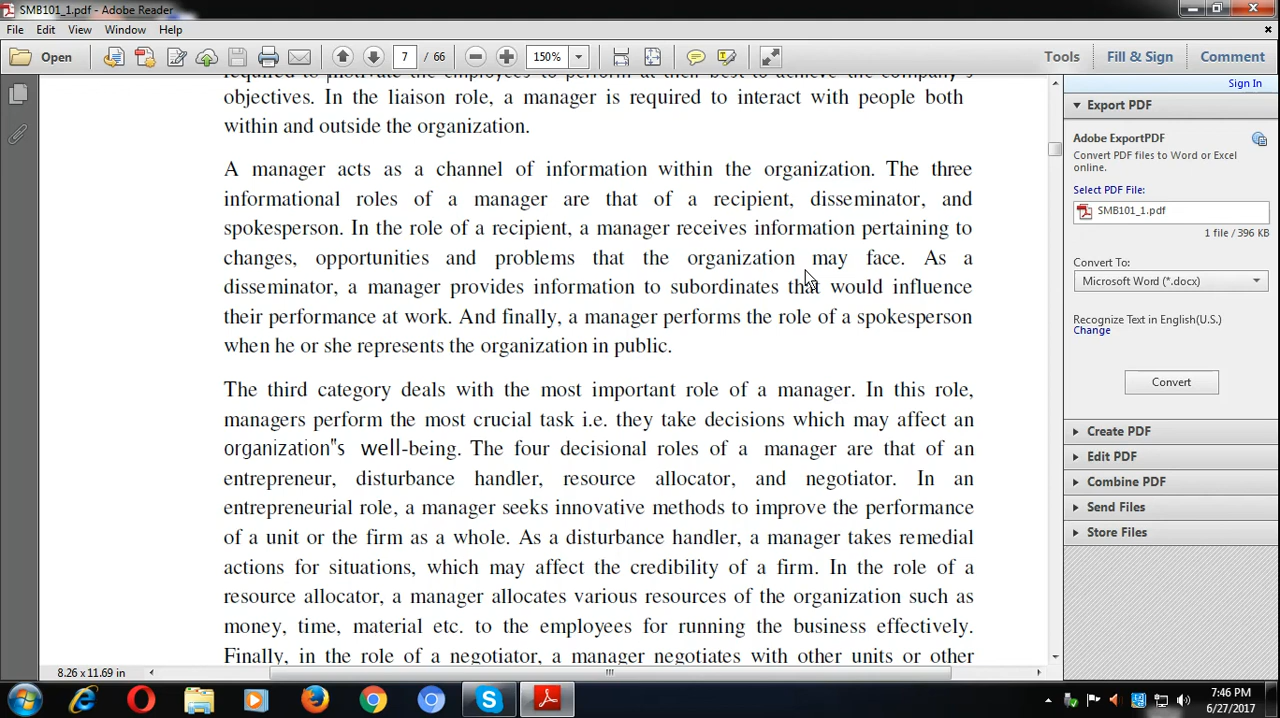 SMB101_1.pdf - Adobe Reader
File Edit View Window Help
Open 7 / 66 150% Tools Fill & Sign Comment
Sign In
Export PDF
Adobe ExportPDF
Convert PDF files to Word or Excel
online.
Select PDF File:
SMB101_1.pdf
1 file / 396 KB
Convert To:
Microsoft Word (*.docx)
Recognize Text in English(U.S.)
Change
Convert
Create PDF
Edit PDF
Combine PDF
Send Files
Store Files
required to motivate the employees to perform at their best to achieve the company's
objectives. In the liaison role, a manager is required to interact with people both
within and outside the organization.
A manager acts as a channel of information within the organization. The three
informational roles of a manager are that of a recipient, disseminator, and
spokesperson. In the role of a recipient, a manager receives information pertaining to
changes, opportunities and problems that the organization may face. As a
disseminator, a manager provides information to subordinates that would influence
their performance at work. And finally, a manager performs the role of a spokesperson
when he or she represents the organization in public.
The third category deals with the most important role of a manager. In this role,
managers perform the most crucial task i.e. they take decisions which may affect an
organization"s well-being. The four decisional roles of a manager are that of an
entrepreneur, disturbance handler, resource allocator, and negotiator. In an
entrepreneurial role, a manager seeks innovative methods to improve the performance
of a unit or the firm as a whole. As a disturbance handler, a manager takes remedial
actions for situations, which may affect the credibility of a firm. In the role of a
resource allocator, a manager allocates various resources of the organization such as
money, time, material etc. to the employees for running the business effectively.
Finally, in the role of a negotiator, a manager negotiates with other units or other
8.26 x 11.69 in
7:46 PM
6/27/2017